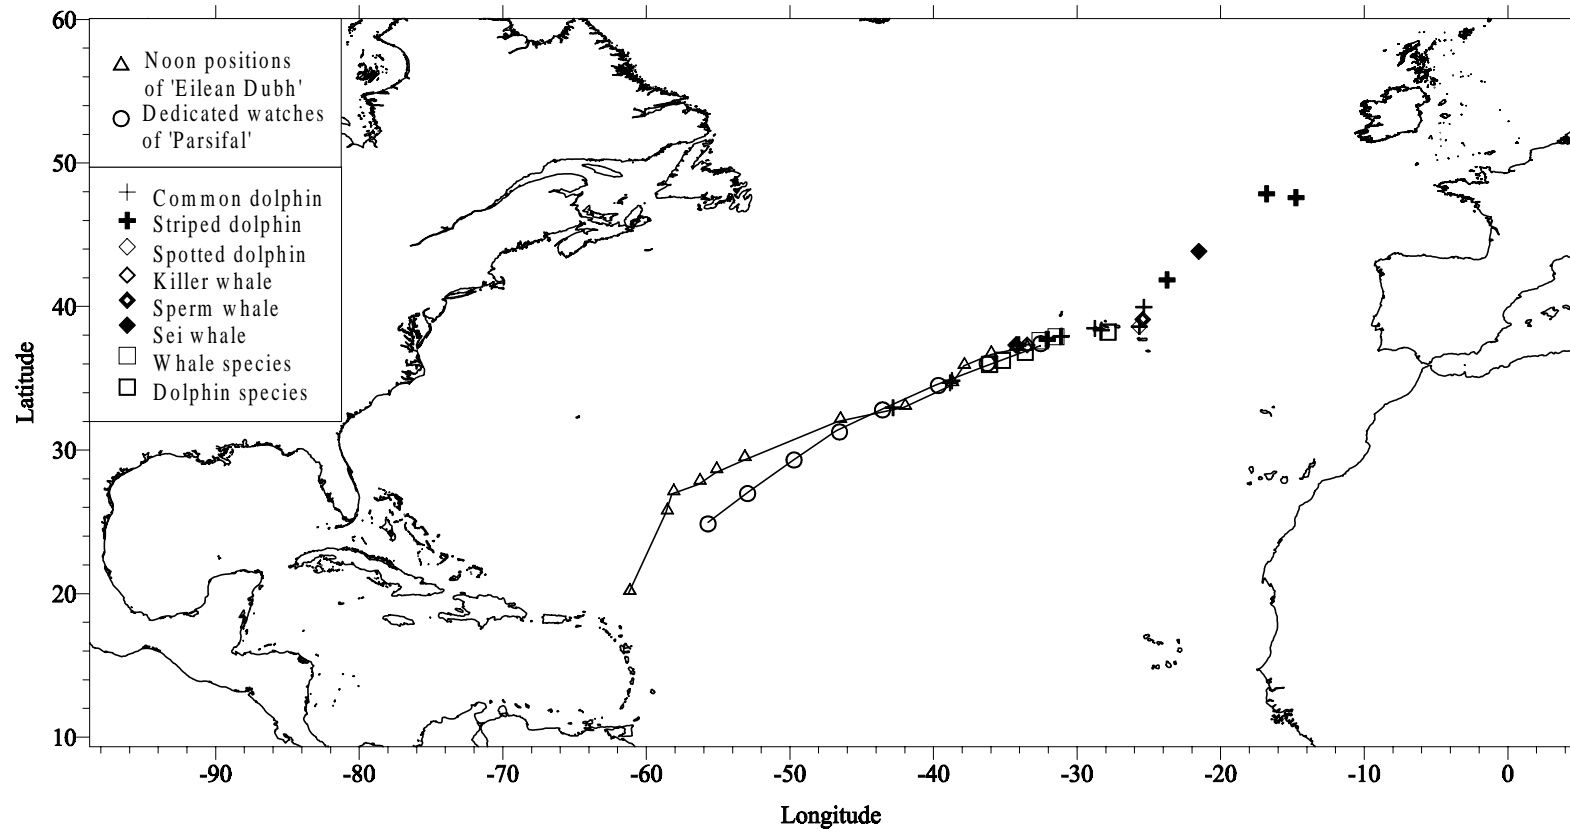 60
50
40
30
20
10
Latitude
Noon positions
of 'Eilean Dubh'
Dedicated watches
of 'Parsifal'
Common dolphin
Striped dolphin
Spotted dolphin
Killer whale
Sperm whale
Sei whale
Whale species
Dolphin species
-90 -80 -70 -60 -50 -40 -30 -20 -10 0
Longitude